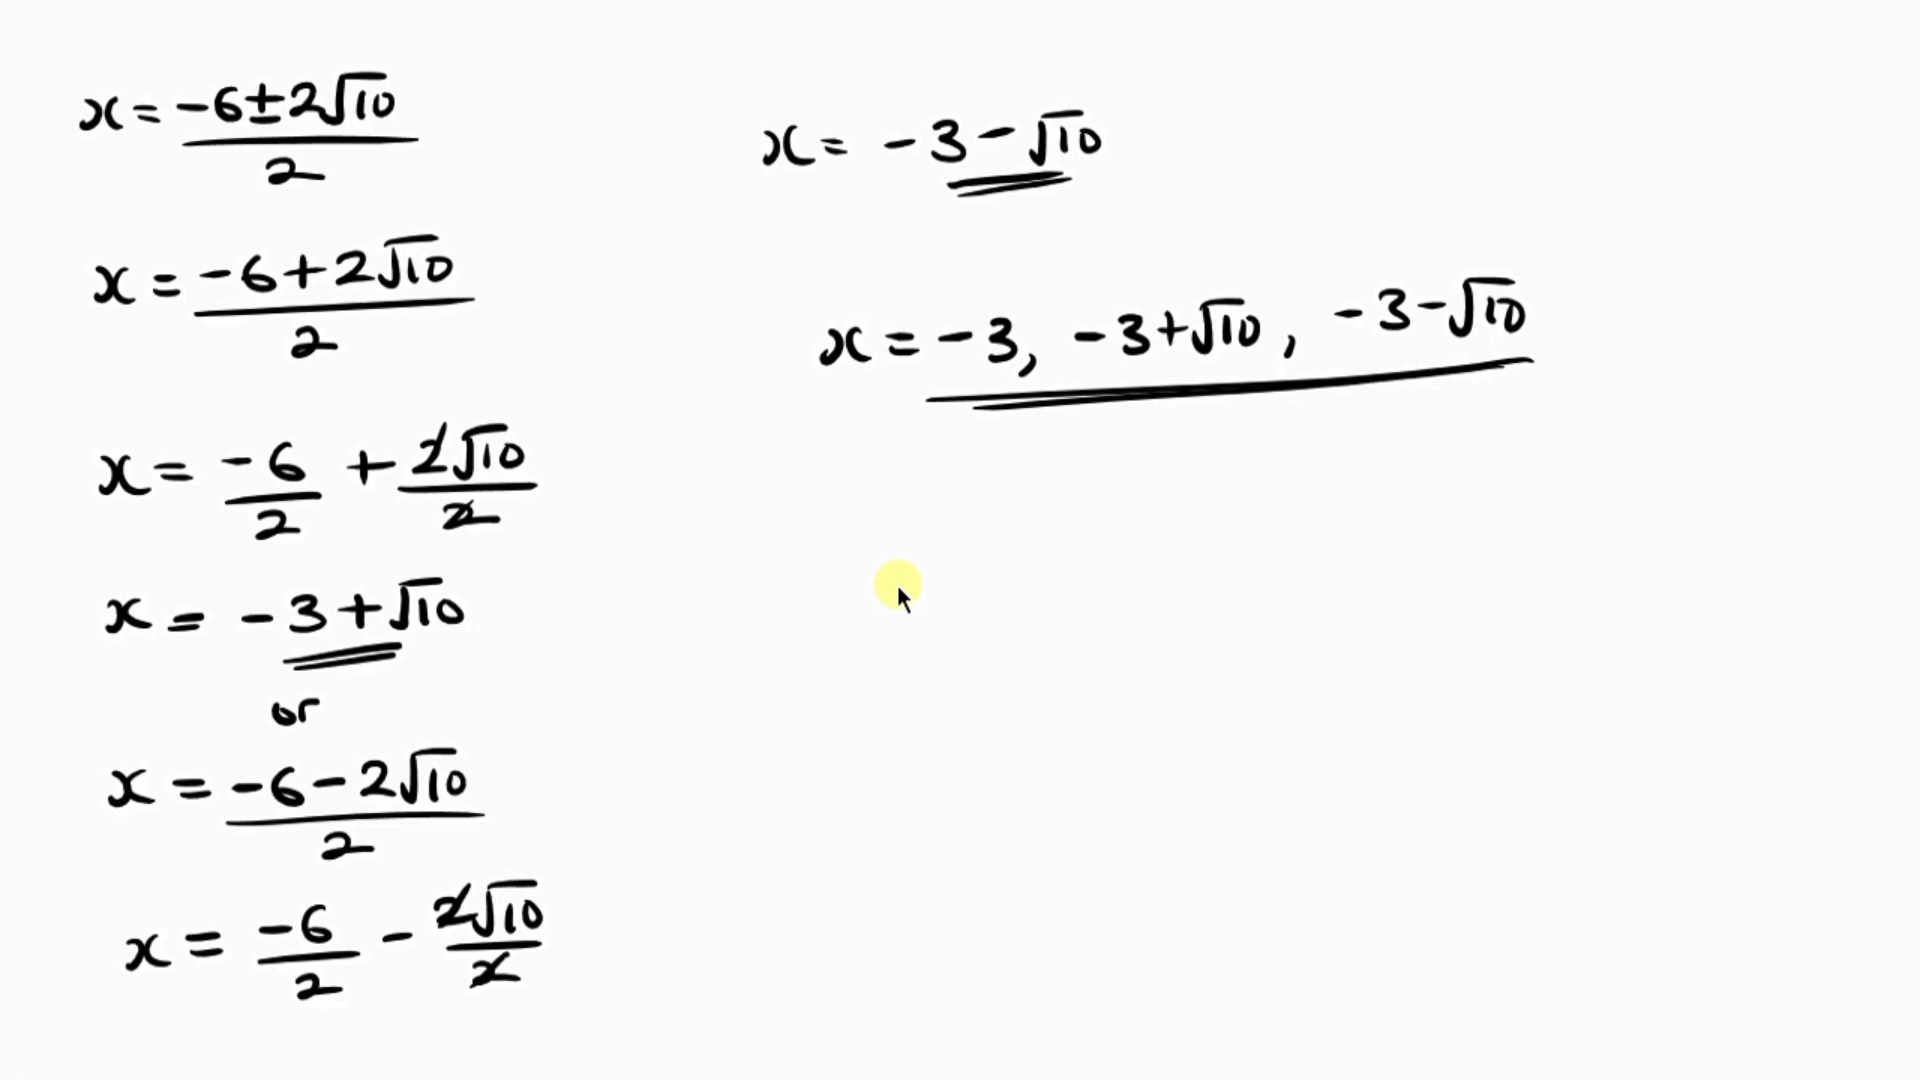 x = (-6±2√10)/2
x = (-6+2√10)/2
x = -6/2 + 2√10/2
x = -3+√10
or
x = (-6-2√10)/2
x = -6/2 - 2√10/2
x = -3-√10
x = -3, -3+√10, -3-√10